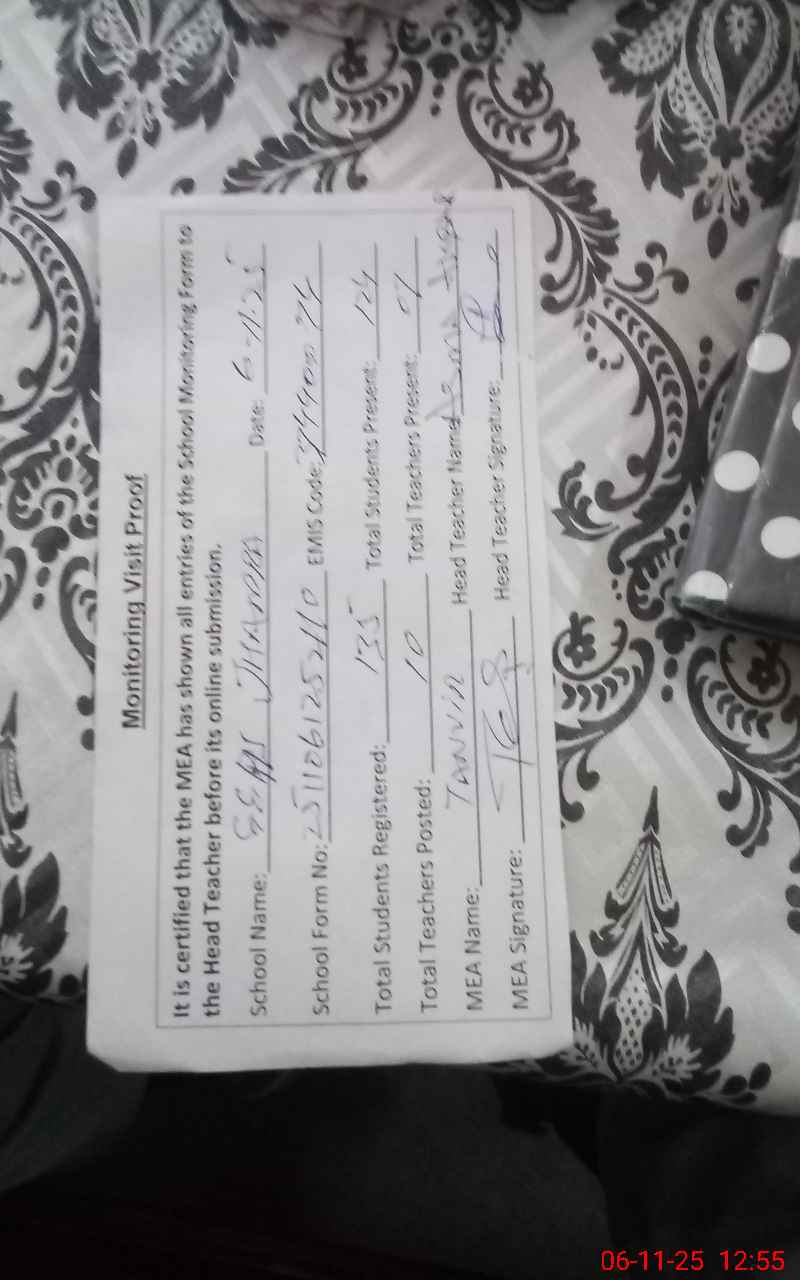 Monitoring Visit Proof
It is certified that the MEA has shown all entries of the School Monitoring Form to
the Head Teacher before its online submission.
School Name: Date: 6-11-25
School Form No: EMIS Code:
Total Students Registered: 135 Total Students Present: 124
Total Teachers Posted: 10 Total Teachers Present: 07
MEA Name: TANVIR Head Teacher Name:
MEA Signature: Head Teacher Signature:
06-11-25 12:55